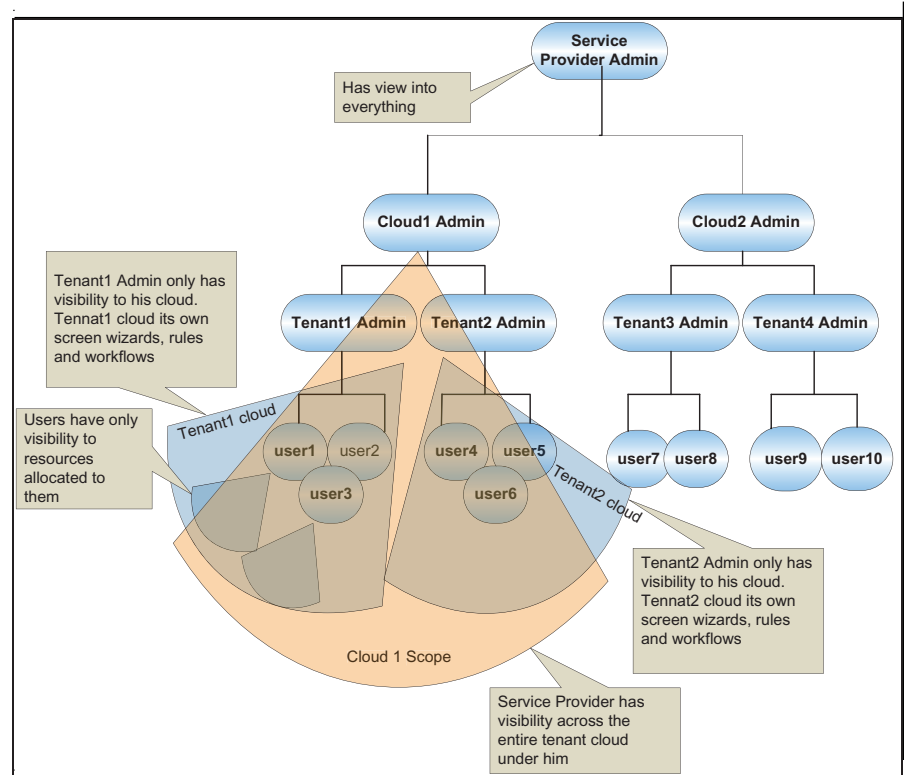 Service
Provider Admin
Has view into
everything
Cloud1 Admin
Cloud2 Admin
Tenant1 Admin only has
visibility to his cloud.
Tennat1 cloud its own
screen wizards, rules
and workflows
Tenant1 Admin
Tenant2 Admin
Tenant3 Admin
Tenant4 Admin
Users have only
visibility to
resources
allocated to
them
Tenant1 cloud
user1
user2
user3
user4
user5
user6
Tenant2 cloud
user7
user8
user9
user10
Tenant2 Admin only has
visibility to his cloud.
Tennat2 cloud its own
screen wizards, rules
and workflows
Cloud 1 Scope
Service Provider has
visibility across the
entire tenant cloud
under him